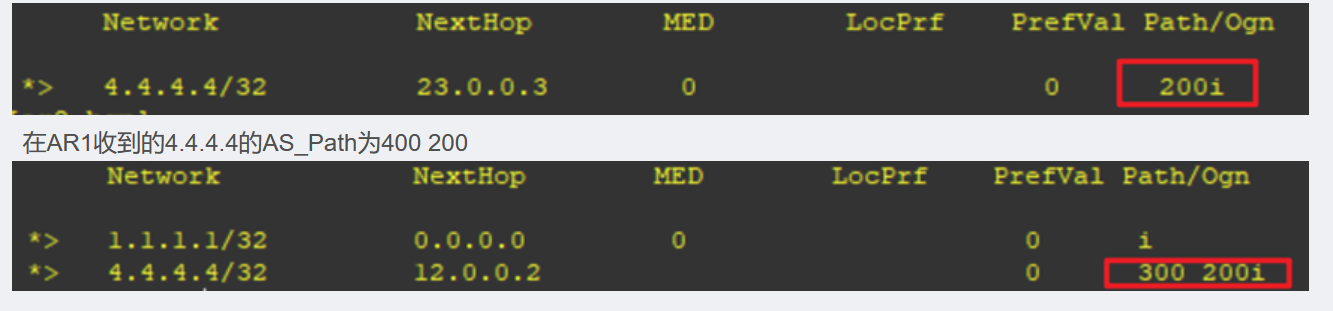 Network NextHop MED LocPrf PrefVal Path/Ogn
*> 4.4.4.4/32 23.0.0.3 0 0 200i
在AR1收到的4.4.4.4的AS_Path为400 200
Network NextHop MED LocPrf PrefVal Path/Ogn
*> 1.1.1.1/32 0.0.0.0 0 0 i
*> 4.4.4.4/32 12.0.0.2 0 300 200i